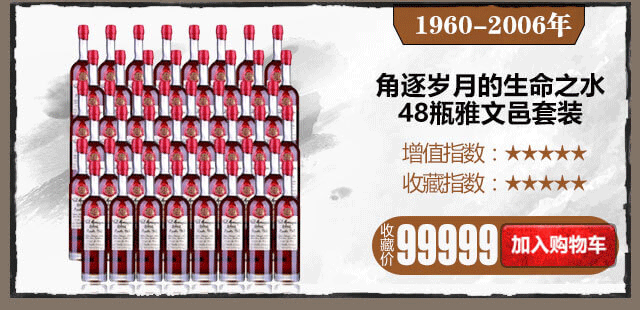 1960-2006年
角逐岁月的生命之水
48瓶雅文邑套装
增值指数：★★★★★
收藏指数：★★★★★
收藏价
99999
加入购物车